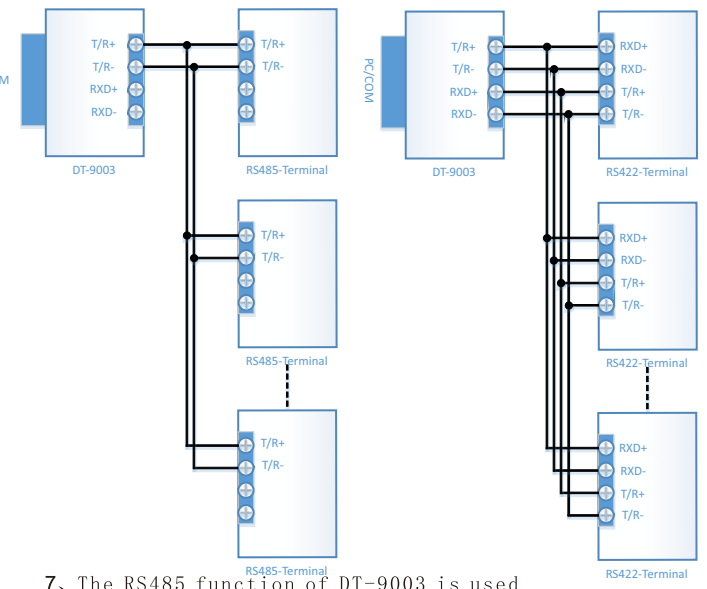 T/R+
T/R-
RXD+
RXD-
DT-9003
M
T/R+
T/R-
RS485-Terminal
T/R+
T/R-
RS485-Terminal
T/R+
T/R-
RS485-Terminal
PC/COM
T/R+
T/R-
RXD+
RXD-
DT-9003
RXD+
RXD-
T/R+
T/R-
RS422-Terminal
RXD+
RXD-
T/R+
T/R-
RS422-Terminal
RXD+
RXD-
T/R+
T/R-
RS422-Terminal
7、The RS485 function of DT-9003 is used